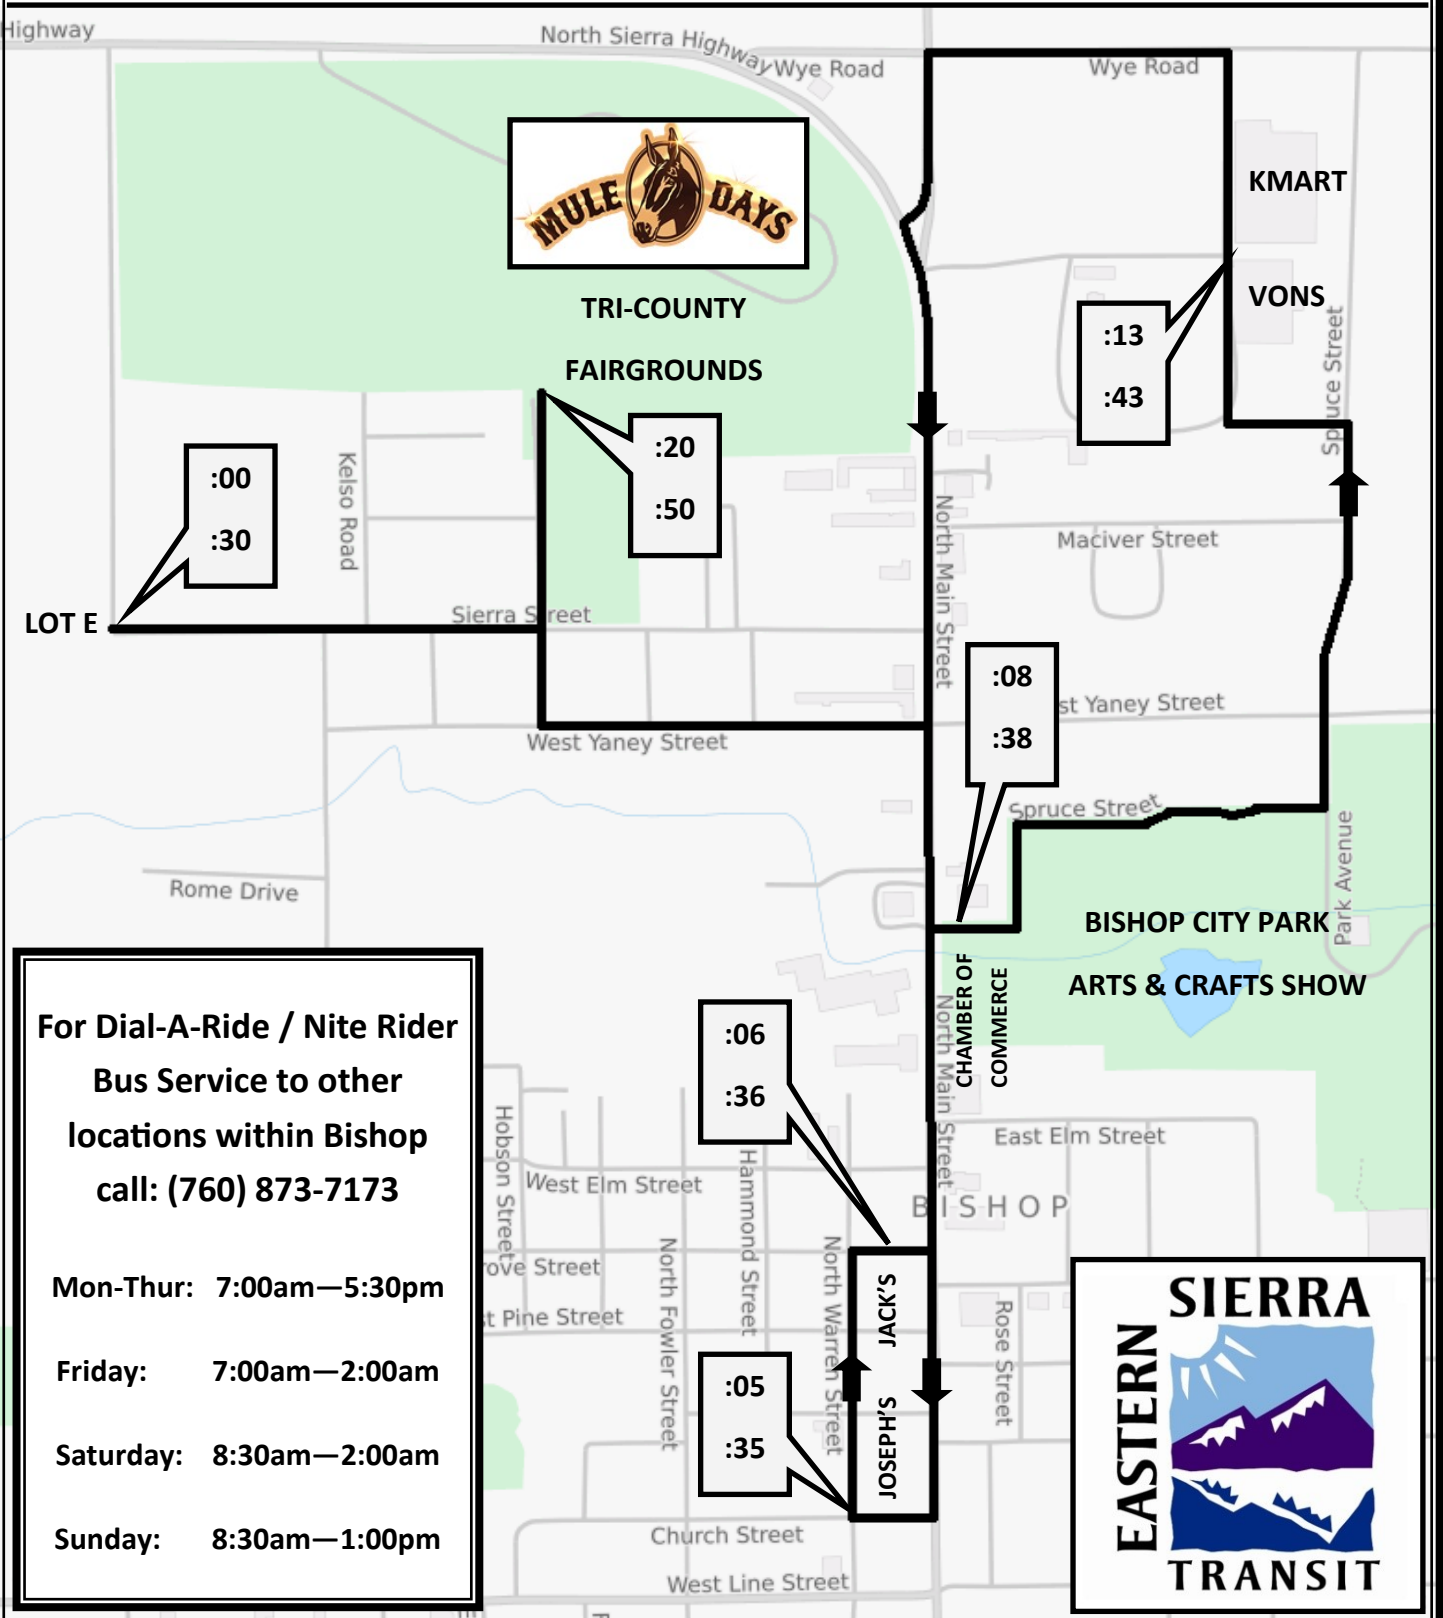 Highway
North Sierra Highway
Wye Road
Wye Road
MULE DAYS
KMART
VONS
TRI-COUNTY
FAIRGROUNDS
:13
:43
Spruce Street
:20
:50
:00
:30
Kelso Road
North Main Street
Maciver Street
LOT E
Sierra Street
:08
:38
st Yaney Street
West Yaney Street
Spruce Street
Park Avenue
Rome Drive
BISHOP CITY PARK
ARTS & CRAFTS SHOW
CHAMBER OF
COMMERCE
North Main Street
:06
:36
For Dial-A-Ride / Nite Rider
Bus Service to other
locations within Bishop
call: (760) 873-7173
Mon-Thur: 7:00am—5:30pm
Friday: 7:00am—2:00am
Saturday: 8:30am—2:00am
Sunday: 8:30am—1:00pm
East Elm Street
Hobson Street
West Elm Street
Hammond Street
BISHOP
rove Street
st Pine Street
North Fowler Street
North Warren Street
JACK'S
JOSEPH'S
Rose Street
:05
:35
Church Street
West Line Street
EASTERN
SIERRA
TRANSIT